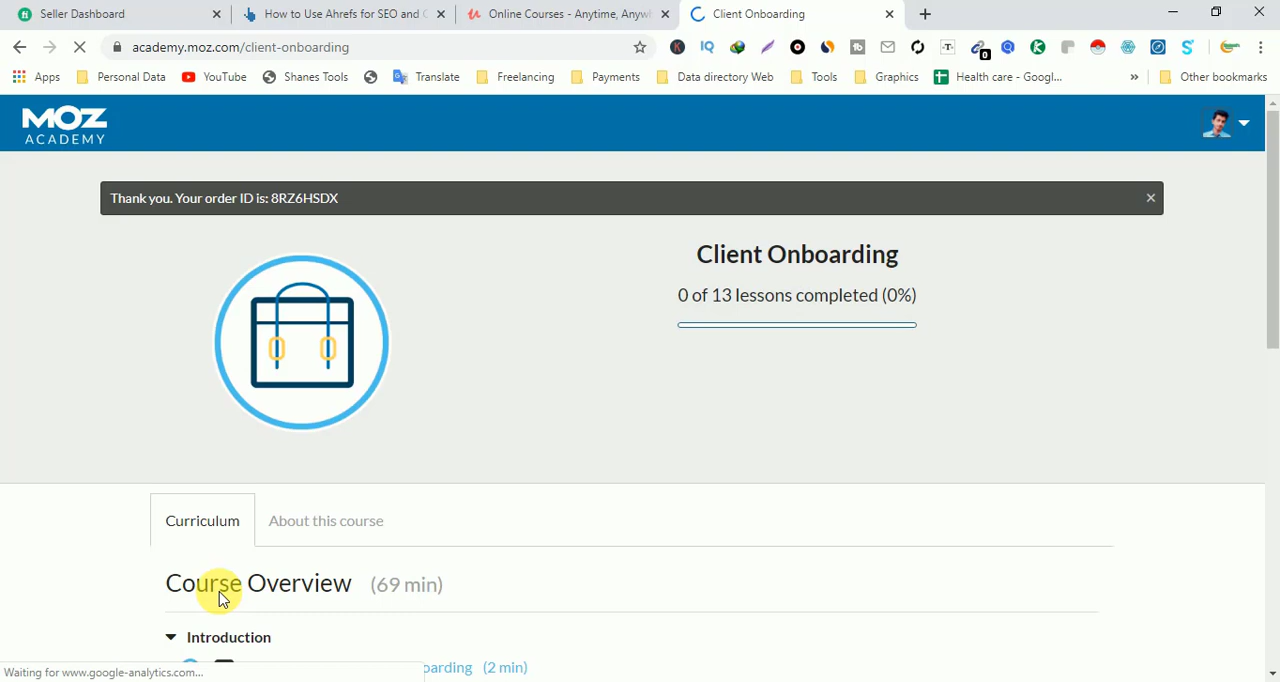 Seller Dashboard
How to Use Ahrefs for SEO and C
Online Courses - Anytime, Anyw
Client Onboarding
academy.moz.com/client-onboarding
0
Apps
Personal Data
YouTube
Shanes Tools
Translate
Freelancing
Payments
Data directory Web
Tools
Graphics
Health care - Googl...
Other bookmarks
MOZ
ACADEMY
Thank you. Your order ID is: 8RZ6HSDX
Client Onboarding
0 of 13 lessons completed (0%)
Curriculum
About this course
Course Overview (69 min)
Introduction
oarding (2 min)
Waiting for www.google-analytics.com...